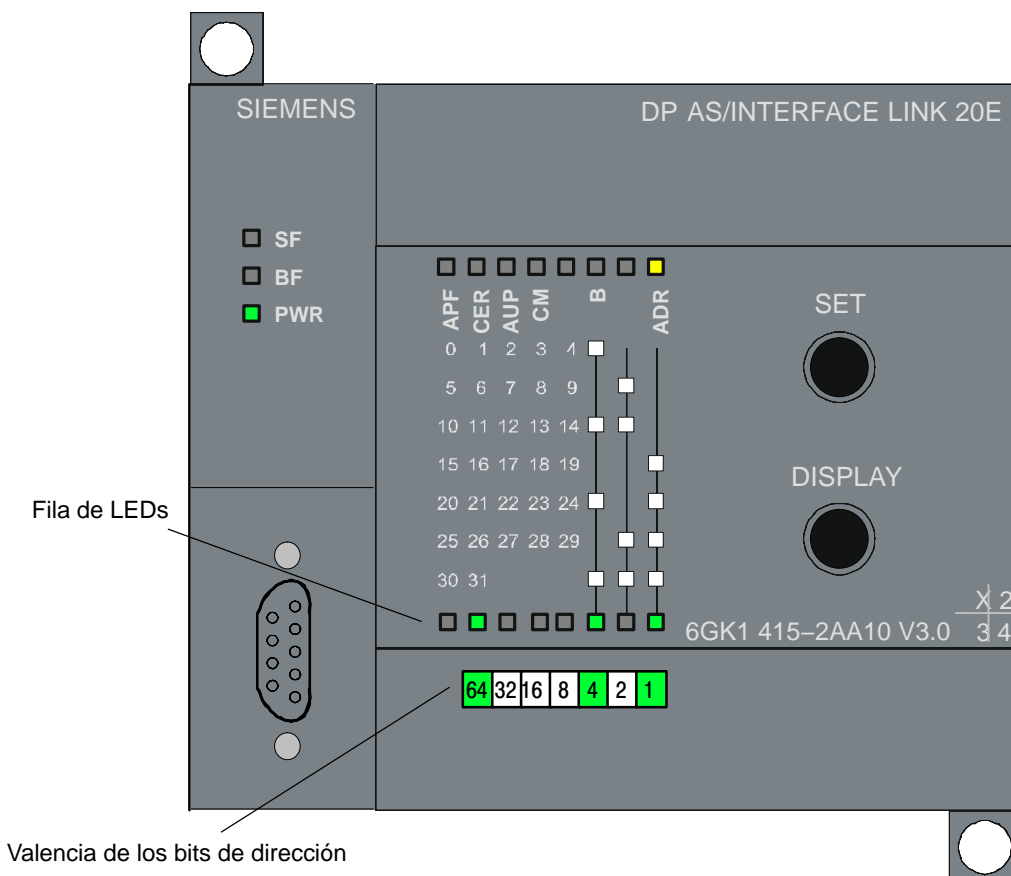 SIEMENS
DP AS/INTERFACE LINK 20E
SF
BF
PWR
APF CER AUP CM B ADR
SET
0 1 2 3 4
5 6 7 8 9
10 11 12 13 14
15 16 17 18 19
20 21 22 23 24
25 26 27 28 29
30 31
DISPLAY
Fila de LEDs
X 2
3 4
6GK1 415–2AA10 V3.0
64 32 16 8 4 2 1
Valencia de los bits de dirección